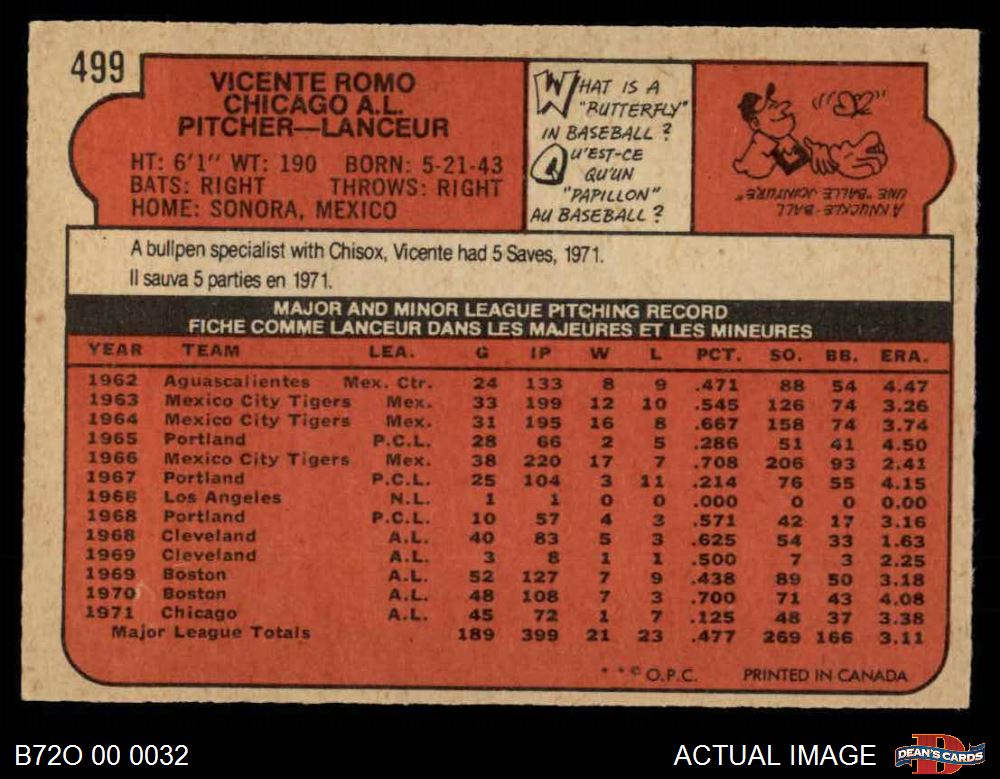 499
VICENTE ROMO
CHICAGO A.L.
PITCHER—LANCEUR
HT: 6'1" WT: 190 BORN: 5-21-43
BATS: RIGHT THROWS: RIGHT
HOME: SONORA, MEXICO
WHAT IS A
"BUTTERFLY"
IN BASEBALL?
QU'EST-CE
QU'UN
"PAPILLON"
AU BASEBALL?
A KNUCKLE-BALL
UNE "BALLE JOINTURE"
A bullpen specialist with Chisox, Vicente had 5 Saves, 1971.
Il sauva 5 parties en 1971.
MAJOR AND MINOR LEAGUE PITCHING RECORD
FICHE COMME LANCEUR DANS LES MAJEURES ET LES MINEURES
YEAR TEAM LEA. G IP W L PCT. SO. BB. ERA.
1962 Aguascalientes Mex. Ctr. 24 133 8 9 .471 88 54 4.47
1963 Mexico City Tigers Mex. 33 199 12 10 .545 126 74 3.26
1964 Mexico City Tigers Mex. 31 195 16 8 .667 158 74 3.74
1965 Portland P.C.L. 28 66 2 5 .286 51 41 4.50
1966 Mexico City Tigers Mex. 38 220 17 7 .708 206 93 2.41
1967 Portland P.C.L. 25 104 3 11 .214 76 55 4.15
1968 Los Angeles N.L. 1 1 0 0 .000 0 0 0.00
1968 Portland P.C.L. 10 57 4 3 .571 42 17 3.16
1968 Cleveland A.L. 40 83 5 3 .625 54 33 1.63
1969 Cleveland A.L. 3 8 1 1 .500 7 3 2.25
1969 Boston A.L. 52 127 7 9 .438 89 50 3.18
1970 Boston A.L. 48 108 7 3 .700 71 43 4.08
1971 Chicago A.L. 45 72 1 7 .125 48 37 3.38
Major League Totals 189 399 21 23 .477 269 166 3.11
* * © O.P.C. PRINTED IN CANADA
B72O 00 0032
ACTUAL IMAGE
DEAN'S CARDS